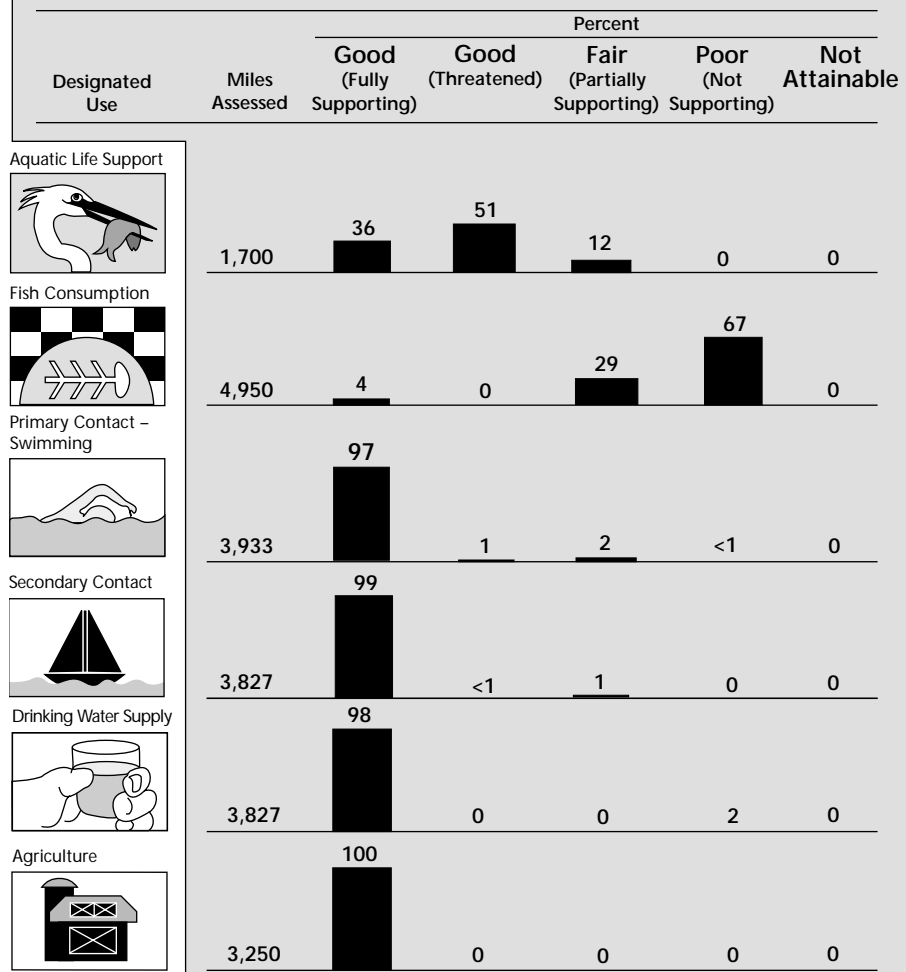 Percent
Designated Use
Miles Assessed
Good (Fully Supporting)
Good (Threatened)
Fair (Partially Supporting)
Poor (Not Supporting)
Not Attainable
Aquatic Life Support
1,700 36 51 12 0 0
Fish Consumption
4,950 4 0 29 67 0
Primary Contact –
Swimming
3,933 97 1 2 <1 0
Secondary Contact
3,827 99 <1 1 0 0
Drinking Water Supply
3,827 98 0 0 2 0
Agriculture
3,250 100 0 0 0 0